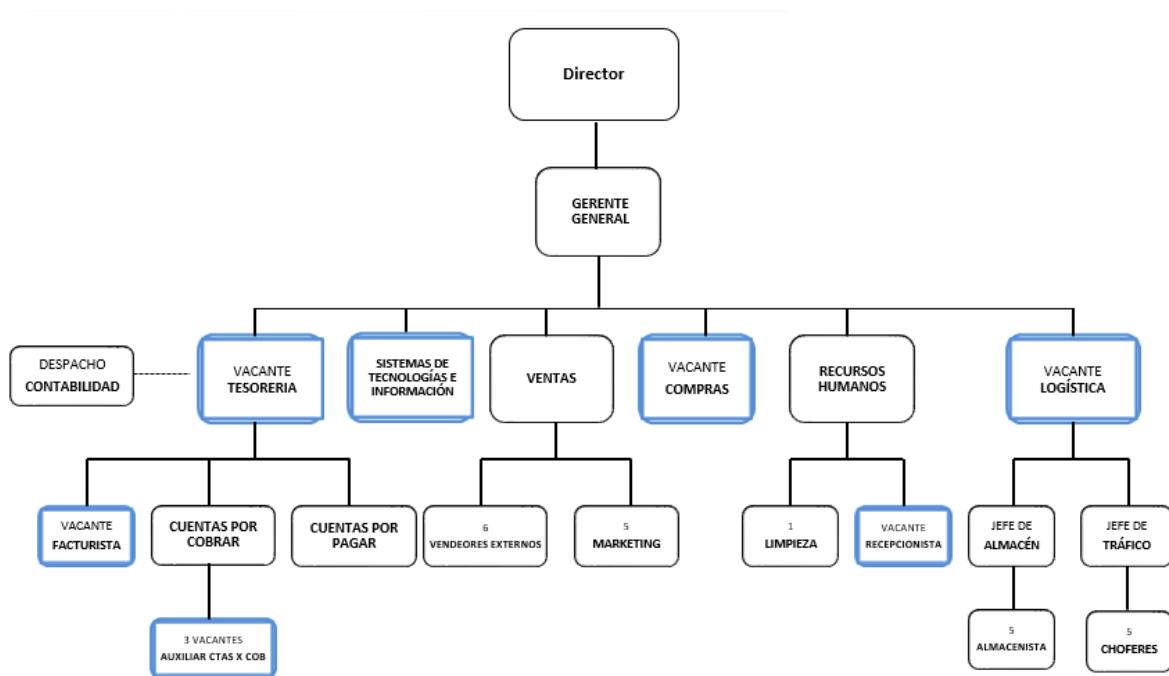 Director
GERENTE
GENERAL
DESPACHO
CONTABILIDAD
VACANTE
TESORERIA
SISTEMAS DE
TECNOLOGÍAS E
INFORMACIÓN
VENTAS
VACANTE
COMPRAS
RECURSOS
HUMANOS
VACANTE
LOGÍSTICA
VACANTE
FACTURISTA
CUENTAS POR
COBRAR
CUENTAS POR
PAGAR
6
VENDEORES EXTERNOS
5
MARKETING
1
LIMPIEZA
VACANTE
RECEPCIONISTA
JEFE DE
ALMACÉN
JEFE DE
TRÁFICO
3 VACANTES
AUXILIAR CTAS X COB
5
ALMACENISTA
5
CHOFERES